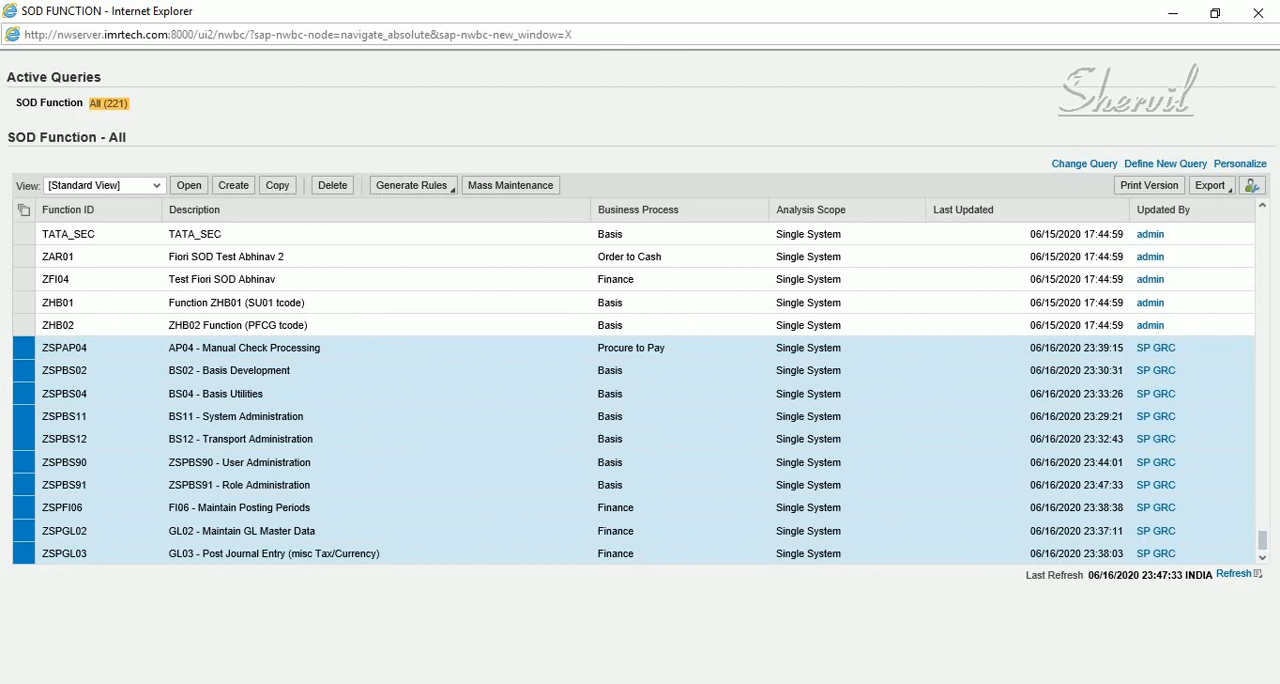 SOD FUNCTION - Internet Explorer
http://nwserver.imrtech.com:8000/ui2/nwbc/?sap-nwbc-node=navigate_absolute&sap-nwbc-new_window=X
Active Queries
Shervil
SOD Function All (221)
SOD Function - All
Change Query Define New Query Personalize
View: [Standard View] Open Create Copy Delete Generate Rules Mass Maintenance Print Version Export
Function ID Description Business Process Analysis Scope Last Updated Updated By
TATA_SEC TATA_SEC Basis Single System 06/15/2020 17:44:59 admin
ZAR01 Fiori SOD Test Abhinav 2 Order to Cash Single System 06/15/2020 17:44:59 admin
ZFI04 Test Fiori SOD Abhinav Finance Single System 06/15/2020 17:44:59 admin
ZHB01 Function ZHB01 (SU01 tcode) Basis Single System 06/15/2020 17:44:59 admin
ZHB02 ZHB02 Function (PFCG tcode) Basis Single System 06/15/2020 17:44:59 admin
ZSPAP04 AP04 - Manual Check Processing Procure to Pay Single System 06/16/2020 23:39:15 SP GRC
ZSPBS02 BS02 - Basis Development Basis Single System 06/16/2020 23:30:31 SP GRC
ZSPBS04 BS04 - Basis Utilities Basis Single System 06/16/2020 23:33:26 SP GRC
ZSPBS11 BS11 - System Administration Basis Single System 06/16/2020 23:29:21 SP GRC
ZSPBS12 BS12 - Transport Administration Basis Single System 06/16/2020 23:32:43 SP GRC
ZSPBS90 ZSPBS90 - User Administration Basis Single System 06/16/2020 23:44:01 SP GRC
ZSPBS91 ZSPBS91 - Role Administration Basis Single System 06/16/2020 23:47:33 SP GRC
ZSPFI06 FI06 - Maintain Posting Periods Finance Single System 06/16/2020 23:38:38 SP GRC
ZSPGL02 GL02 - Maintain GL Master Data Finance Single System 06/16/2020 23:37:11 SP GRC
ZSPGL03 GL03 - Post Journal Entry (misc Tax/Currency) Finance Single System 06/16/2020 23:38:03 SP GRC
Last Refresh 06/16/2020 23:47:33 INDIA Refresh